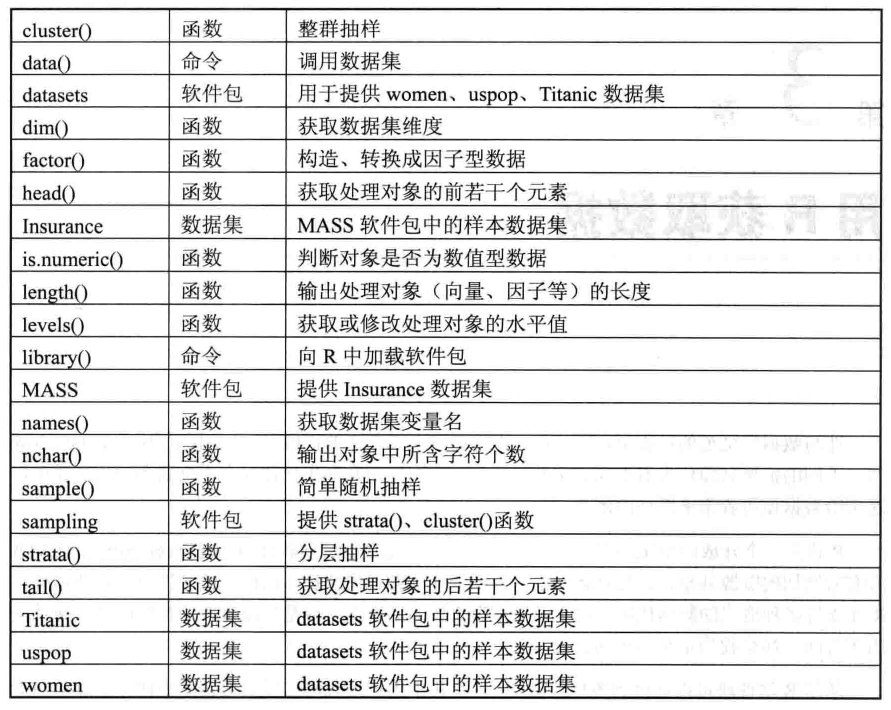 cluster() 函数 整群抽样
data() 命令 调用数据集
datasets 软件包 用于提供 women、uspop、Titanic 数据集
dim() 函数 获取数据集维度
factor() 函数 构造、转换成因子型数据
head() 函数 获取处理对象的前若干个元素
Insurance 数据集 MASS 软件包中的样本数据集
is.numeric() 函数 判断对象是否为数值型数据
length() 函数 输出处理对象（向量、因子等）的长度
levels() 函数 获取或修改处理对象的水平值
library() 命令 向 R 中加载软件包
MASS 软件包 提供 Insurance 数据集
names() 函数 获取数据集变量名
nchar() 函数 输出对象中所含字符个数
sample() 函数 简单随机抽样
sampling 软件包 提供 strata()、cluster()函数
strata() 函数 分层抽样
tail() 函数 获取处理对象的后若干个元素
Titanic 数据集 datasets 软件包中的样本数据集
uspop 数据集 datasets 软件包中的样本数据集
women 数据集 datasets 软件包中的样本数据集